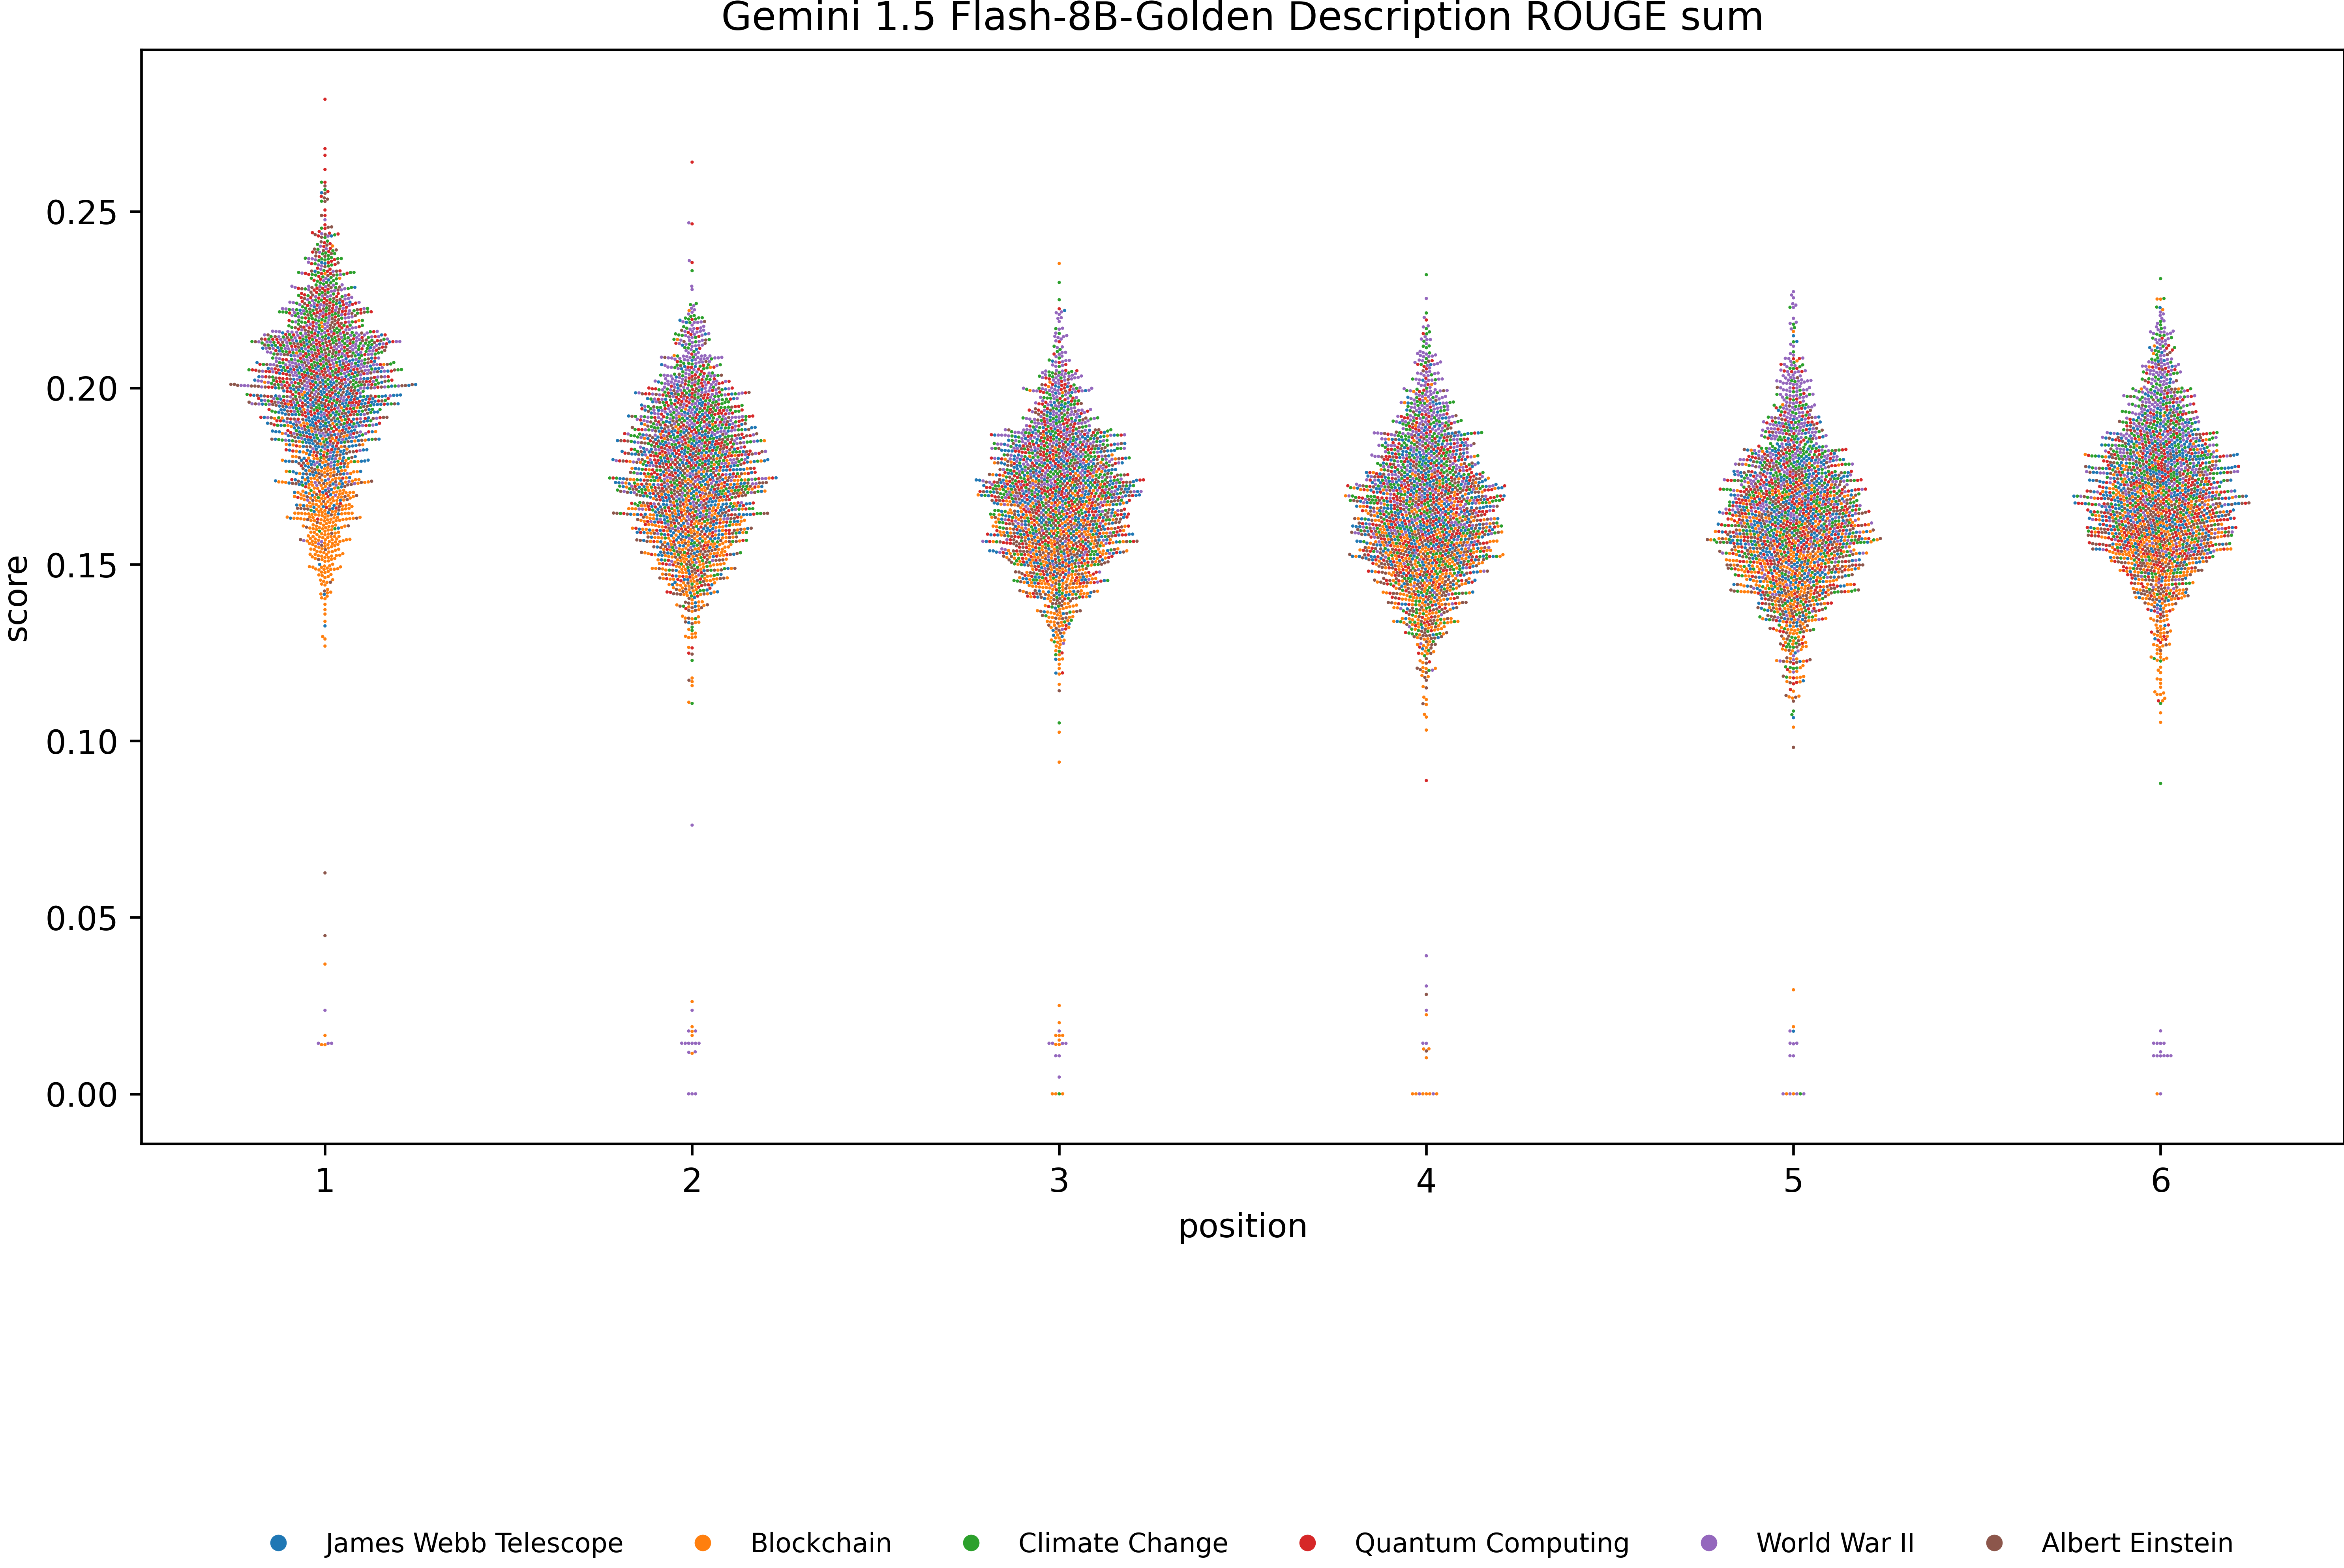 Gemini 1.5 Flash-8B-Golden Description ROUGE sum
score
0.25
0.20
0.15
0.10
0.05
0.00
1 2 3 4 5 6
position
James Webb Telescope Blockchain Climate Change Quantum Computing World War II Albert Einstein